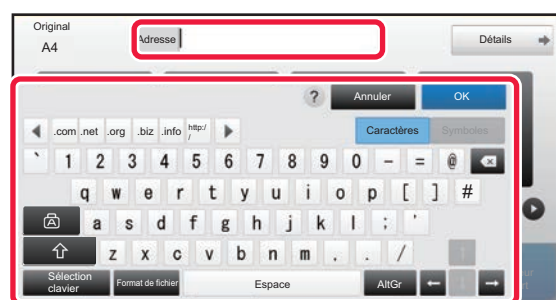 Original
A4
Adresse
Détails
? Annuler OK
.com .net .org .biz .info http:/
/
Caractères Symboles
` 1 2 3 4 5 6 7 8 9 0 - = @
q w e r t y u i o p [ ] #
a s d f g h j k l ; '
z x c v b n m . . /
Sélection
clavier
Format de fichier
Espace
AltGr